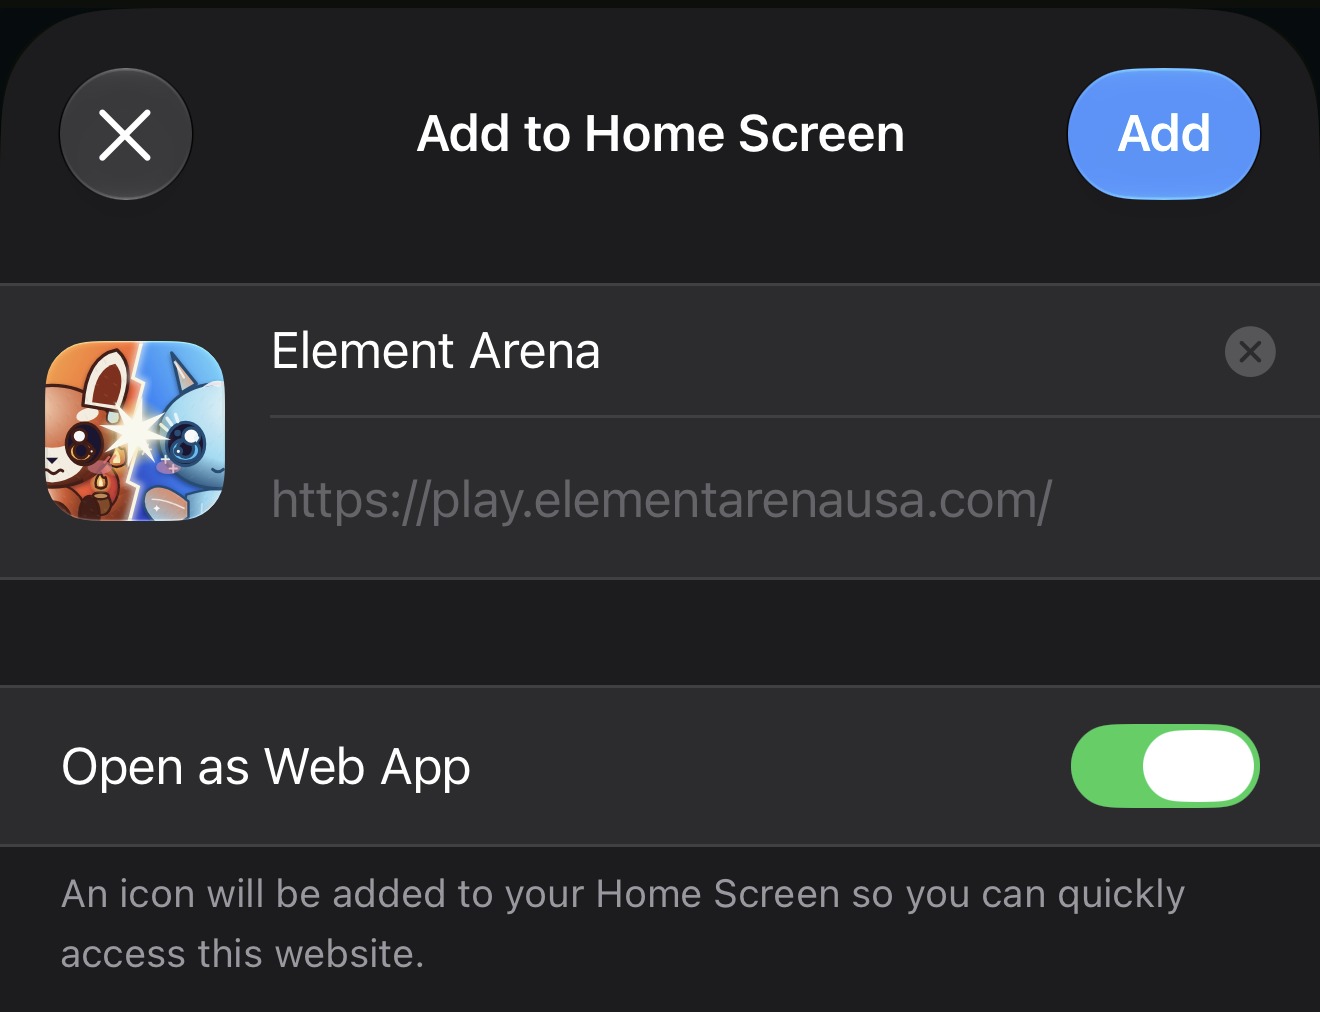 Add to Home Screen
Add
Element Arena
https://play.elementarenausa.com/
Open as Web App
An icon will be added to your Home Screen so you can quickly
access this website.